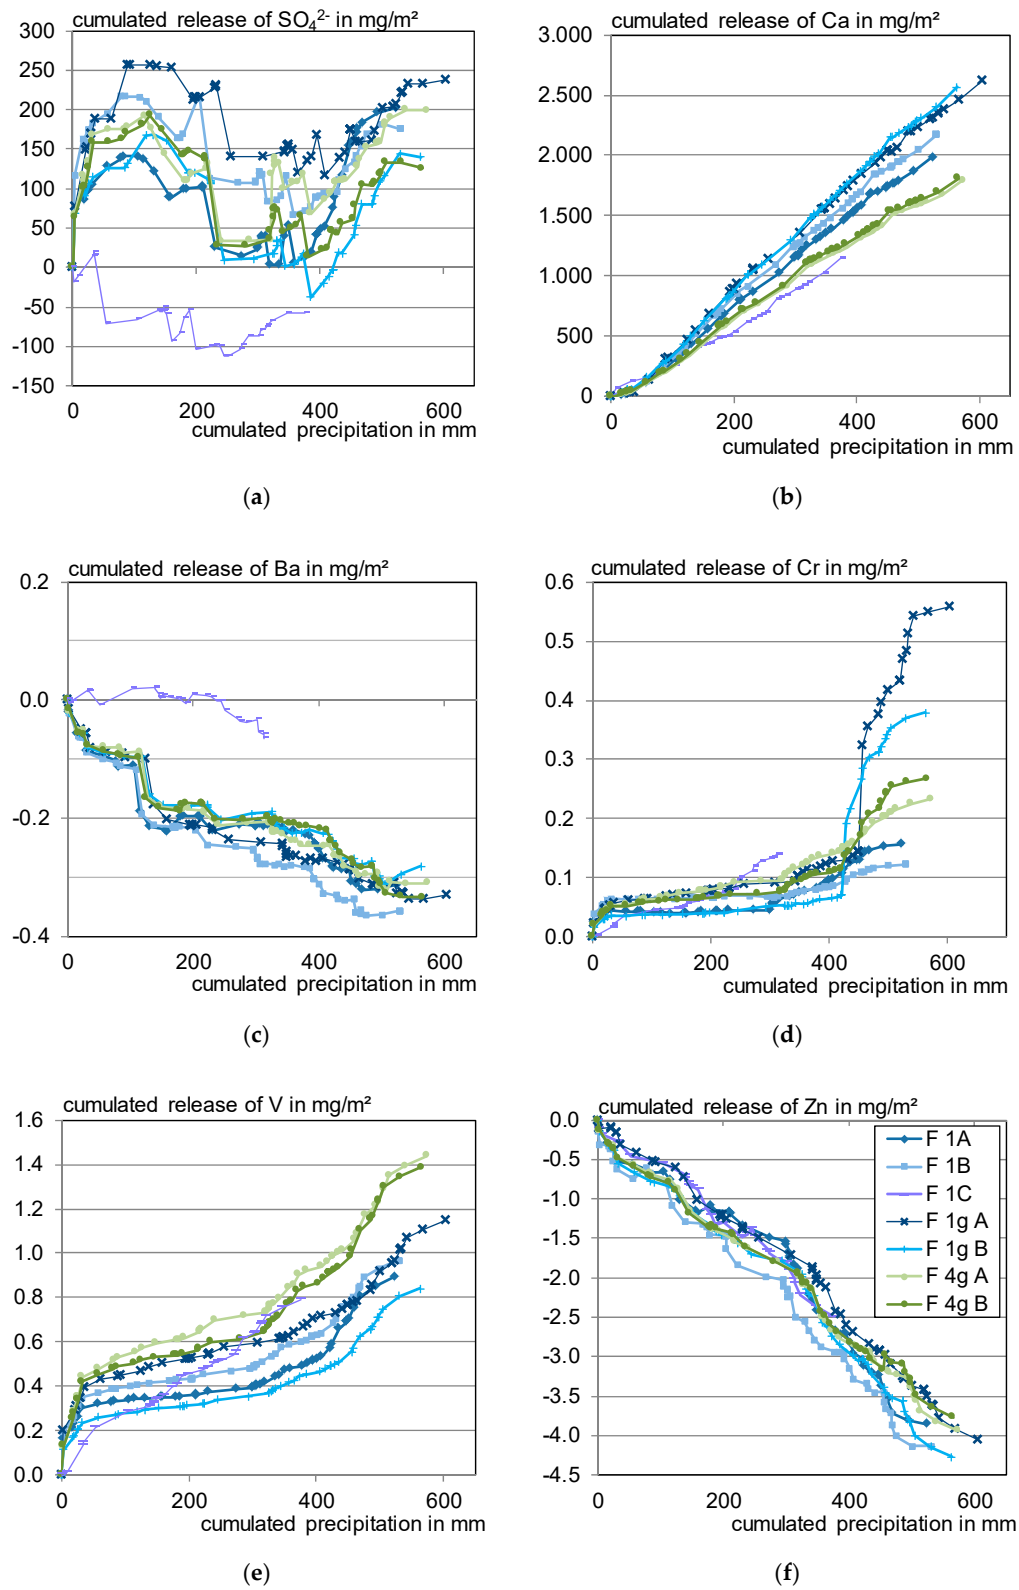 cumulated release of SO₄²⁻ in mg/m²
300
250
200
150
100
50
0
-50
-100
-150
0
200
400
600
cumulated precipitation in mm
(a)
cumulated release of Ca in mg/m²
3.000
2.500
2.000
1.500
1.000
500
0
0
200
400
600
cumulated precipitation in mm
(b)
cumulated release of Ba in mg/m²
0.2
0.0
-0.2
-0.4
0
200
400
600
cumulated precipitation in mm
(c)
cumulated release of Cr in mg/m²
0.6
0.5
0.4
0.3
0.2
0.1
0.0
0
200
400
600
cumulated precipitation in mm
(d)
cumulated release of V in mg/m²
1.6
1.4
1.2
1.0
0.8
0.6
0.4
0.2
0.0
0
200
400
600
cumulated precipitation in mm
(e)
cumulated release of Zn in mg/m²
0.0
-0.5
-1.0
-1.5
-2.0
-2.5
-3.0
-3.5
-4.0
-4.5
F 1A
F 1B
F 1C
F 1g A
F 1g B
F 4g A
F 4g B
0
200
400
600
cumulated precipitation in mm
(f)